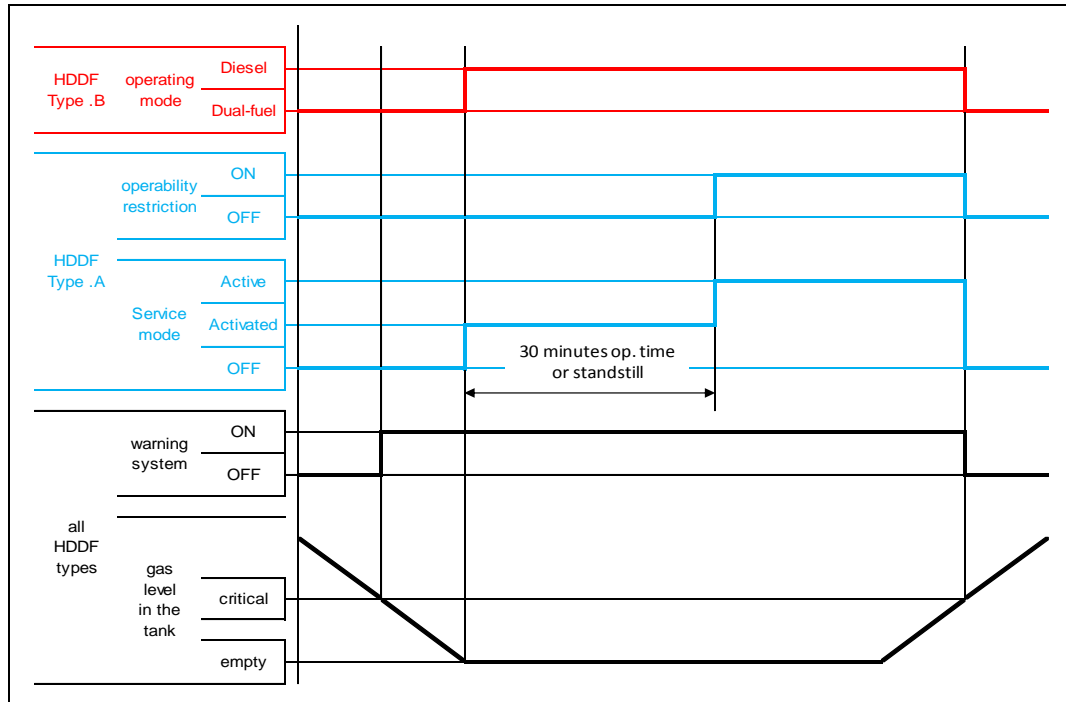 HDDF
Type .B
operating
mode
Diesel
Dual-fuel
HDDF
Type .A
operability
restriction
ON
OFF
Service
mode
Active
Activated
OFF
30 minutes op. time
or standstill
all
HDDF
types
warning
system
ON
OFF
gas
level
in the
tank
critical
empty